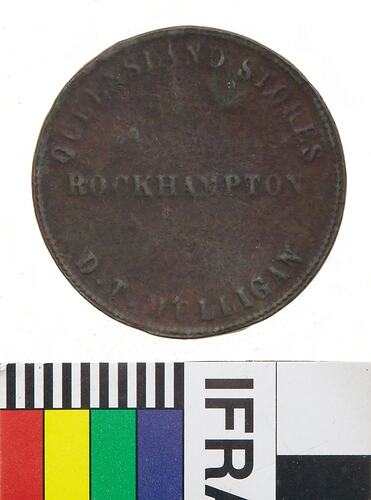 QUEENSLAND STORES
ROCKHAMPTON
D. T. MULLIGAN
IFRA